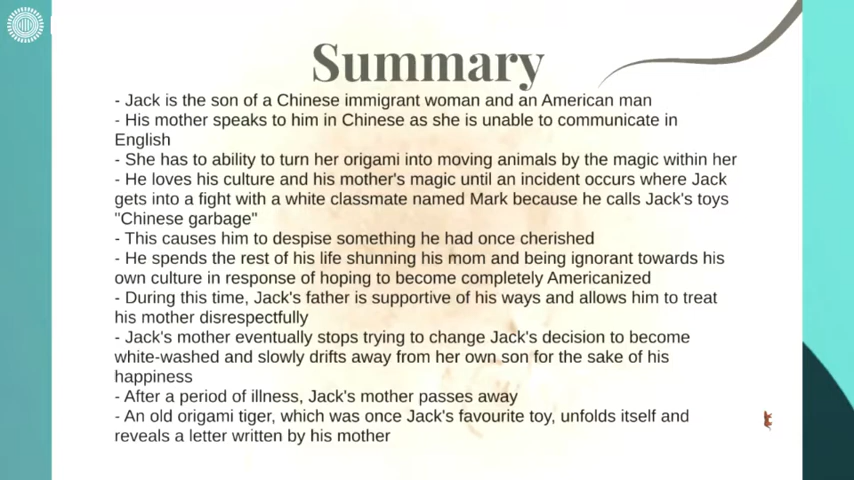 Summary
- Jack is the son of a Chinese immigrant woman and an American man
- His mother speaks to him in Chinese as she is unable to communicate in
English
- She has to ability to turn her origami into moving animals by the magic within her
- He loves his culture and his mother's magic until an incident occurs where Jack
gets into a fight with a white classmate named Mark because he calls Jack's toys
"Chinese garbage"
- This causes him to despise something he had once cherished
- He spends the rest of his life shunning his mom and being ignorant towards his
own culture in response of hoping to become completely Americanized
- During this time, Jack's father is supportive of his ways and allows him to treat
his mother disrespectfully
- Jack's mother eventually stops trying to change Jack's decision to become
white-washed and slowly drifts away from her own son for the sake of his
happiness
- After a period of illness, Jack's mother passes away
- An old origami tiger, which was once Jack's favourite toy, unfolds itself and
reveals a letter written by his mother